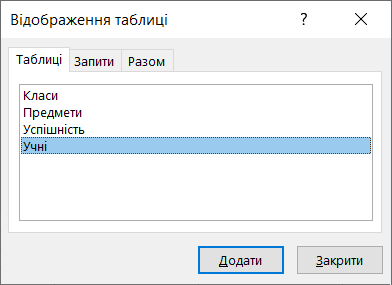 Відображення таблиці
Таблиці Запити Разом
Класи
Предмети
Успішність
Учні
Додати Закрити